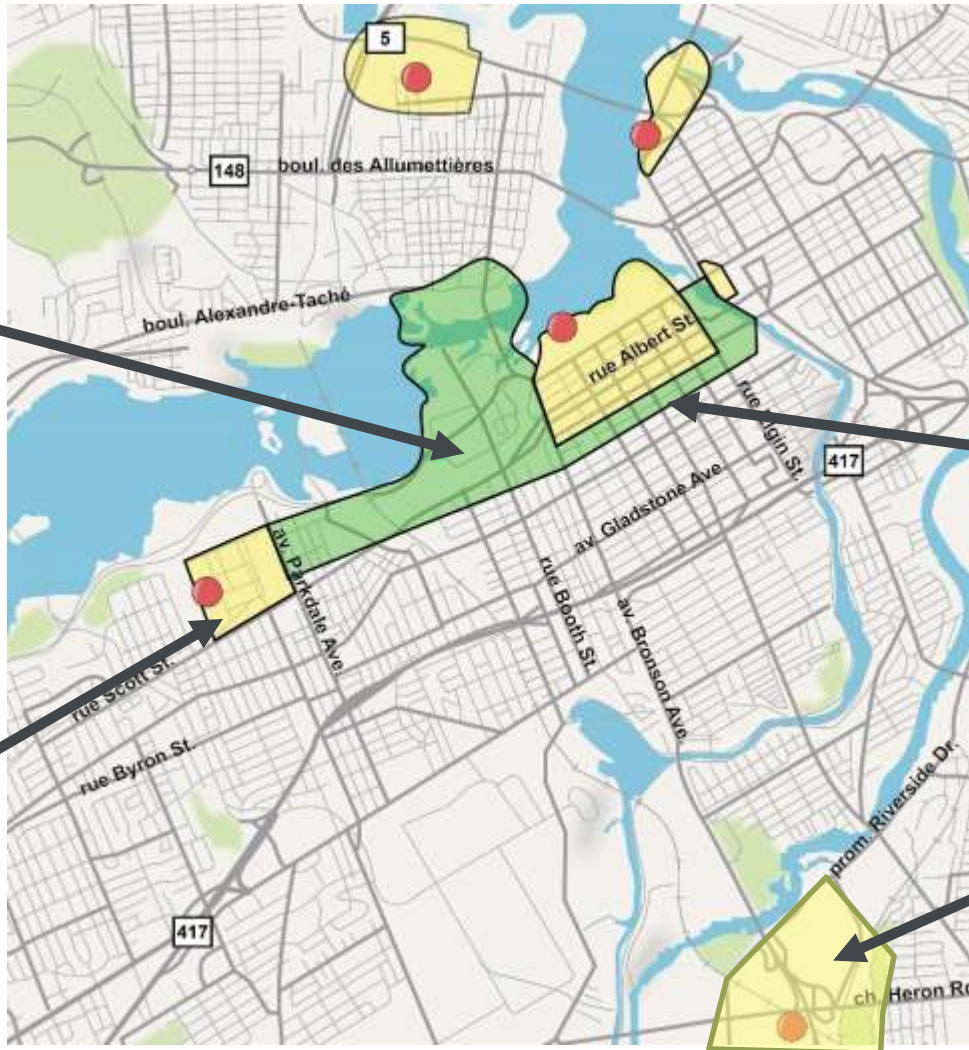 5
148
boul. des Allumettières
boul. Alexandre-Taché
rue Albert St.
rue Elgin St.
417
av. Gladstone Ave
av. Parkdale Ave.
rue Booth St.
av. Bronson Ave.
rue Scott St.
rue Byron St.
prom. Riverside Dr.
417
ch. Heron Ro